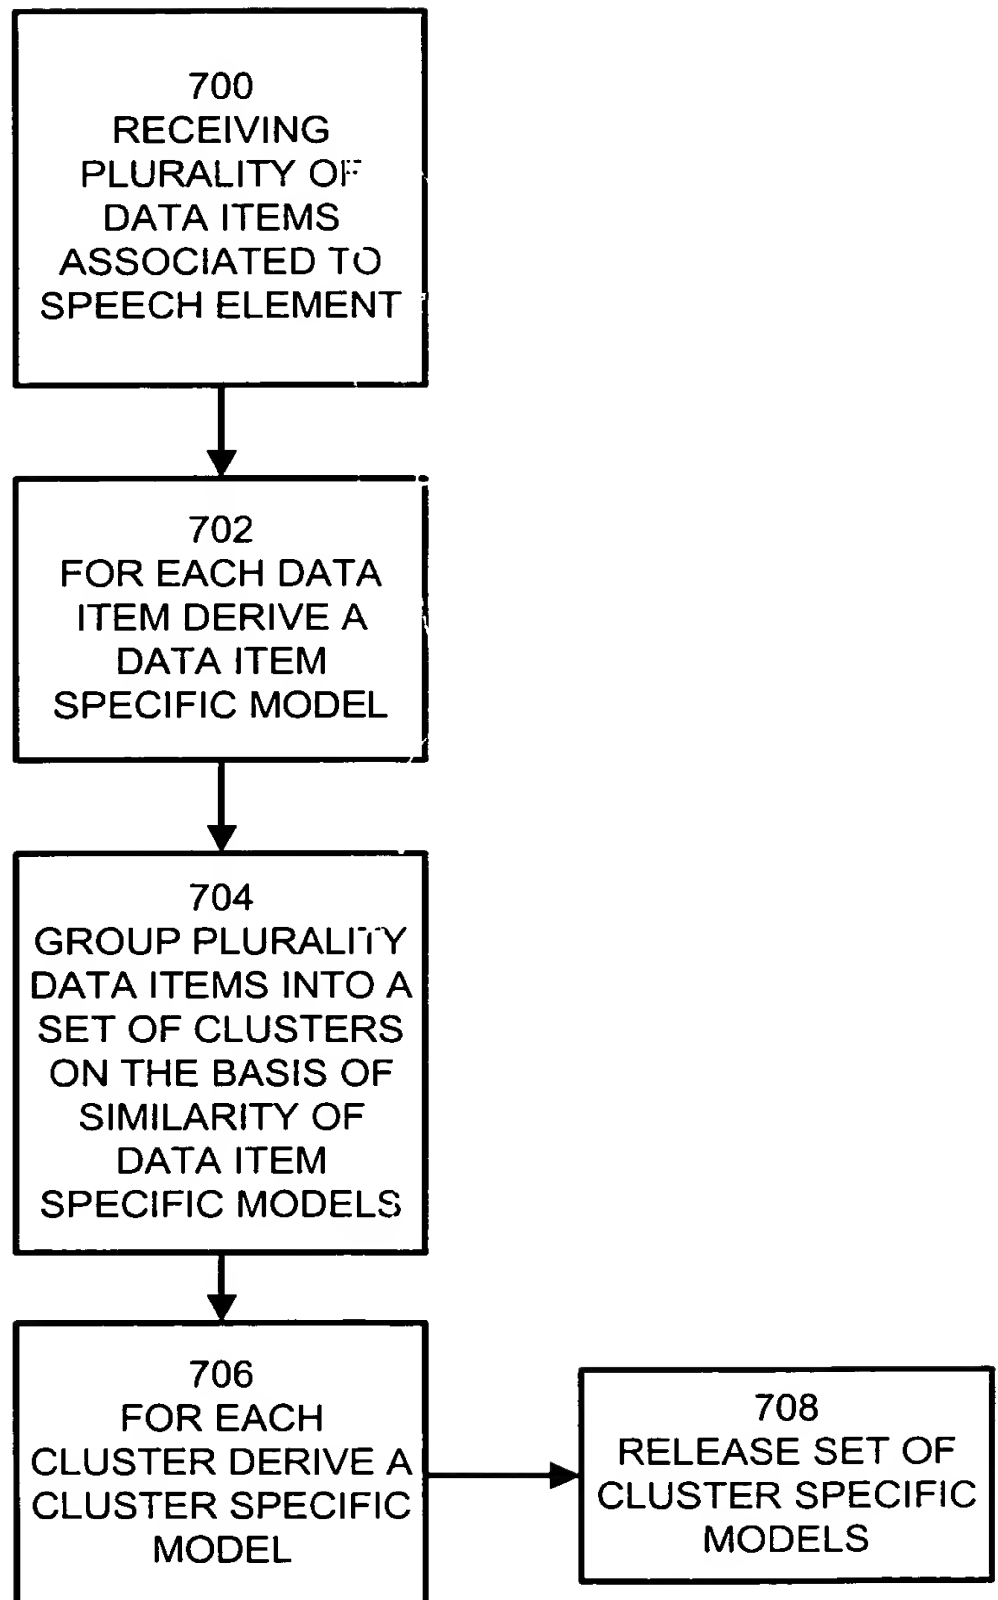 700
RECEIVING
PLURALITY OF
DATA ITEMS
ASSOCIATED TO
SPEECH ELEMENT
702
FOR EACH DATA
ITEM DERIVE A
DATA ITEM
SPECIFIC MODEL
704
GROUP PLURALITY
DATA ITEMS INTO A
SET OF CLUSTERS
ON THE BASIS OF
SIMILARITY OF
DATA ITEM
SPECIFIC MODELS
706
FOR EACH
CLUSTER DERIVE A
CLUSTER SPECIFIC
MODEL
708
RELEASE SET OF
CLUSTER SPECIFIC
MODELS